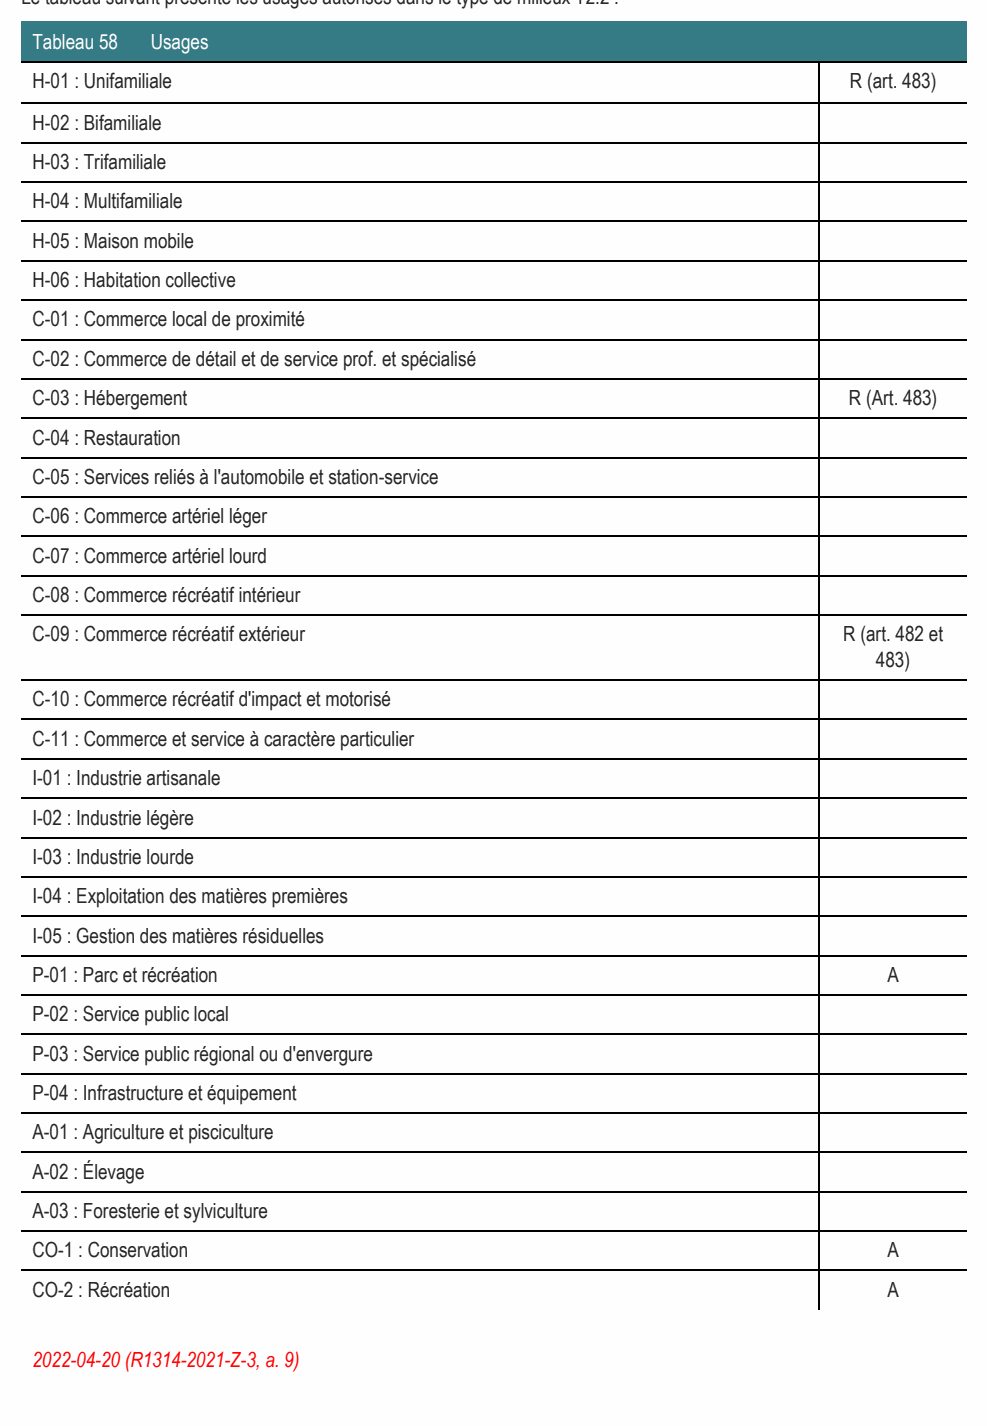 Le tableau suivant présente les usages autorisés dans le type de milieux T2.2 :
Tableau 58 Usages
H-01 : Unifamiliale R (art. 483)
H-02 : Bifamiliale
H-03 : Trifamiliale
H-04 : Multifamiliale
H-05 : Maison mobile
H-06 : Habitation collective
C-01 : Commerce local de proximité
C-02 : Commerce de détail et de service prof. et spécialisé
C-03 : Hébergement R (Art. 483)
C-04 : Restauration
C-05 : Services reliés à l'automobile et station-service
C-06 : Commerce artériel léger
C-07 : Commerce artériel lourd
C-08 : Commerce récréatif intérieur
C-09 : Commerce récréatif extérieur R (art. 482 et
483)
C-10 : Commerce récréatif d'impact et motorisé
C-11 : Commerce et service à caractère particulier
I-01 : Industrie artisanale
I-02 : Industrie légère
I-03 : Industrie lourde
I-04 : Exploitation des matières premières
I-05 : Gestion des matières résiduelles
P-01 : Parc et récréation A
P-02 : Service public local
P-03 : Service public régional ou d'envergure
P-04 : Infrastructure et équipement
A-01 : Agriculture et pisciculture
A-02 : Élevage
A-03 : Foresterie et sylviculture
CO-1 : Conservation A
CO-2 : Récréation A
2022-04-20 (R1314-2021-Z-3, a. 9)